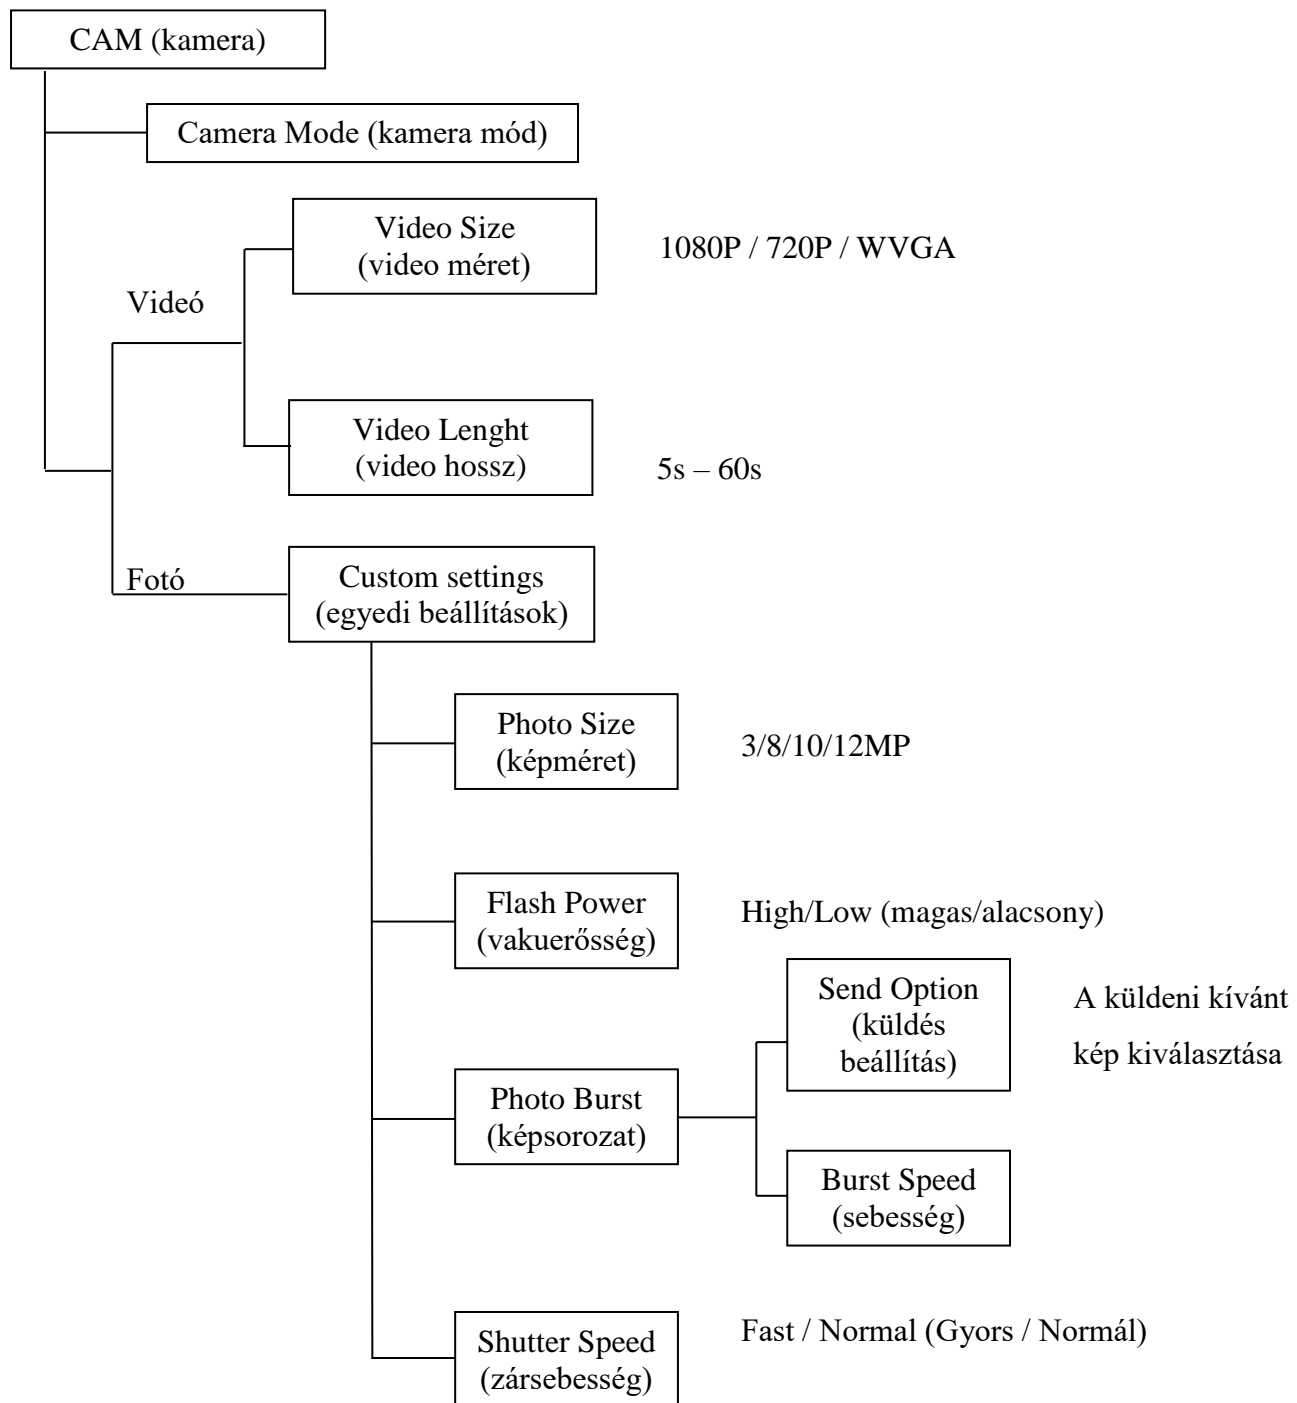 CAM (kamera)
Camera Mode (kamera mód)
Video Size
(video méret)
1080P / 720P / WVGA
Videó
Video Lenght
(video hossz)
5s – 60s
Fotó
Custom settings
(egyedi beállítások)
Photo Size
(képméret)
3/8/10/12MP
Flash Power
(vakuerősség)
High/Low (magas/alacsony)
Send Option
(küldés
beállítás)
A küldeni kívánt
kép kiválasztása
Photo Burst
(képsorozat)
Burst Speed
(sebesség)
Shutter Speed
(zársebesség)
Fast / Normal (Gyors / Normál)